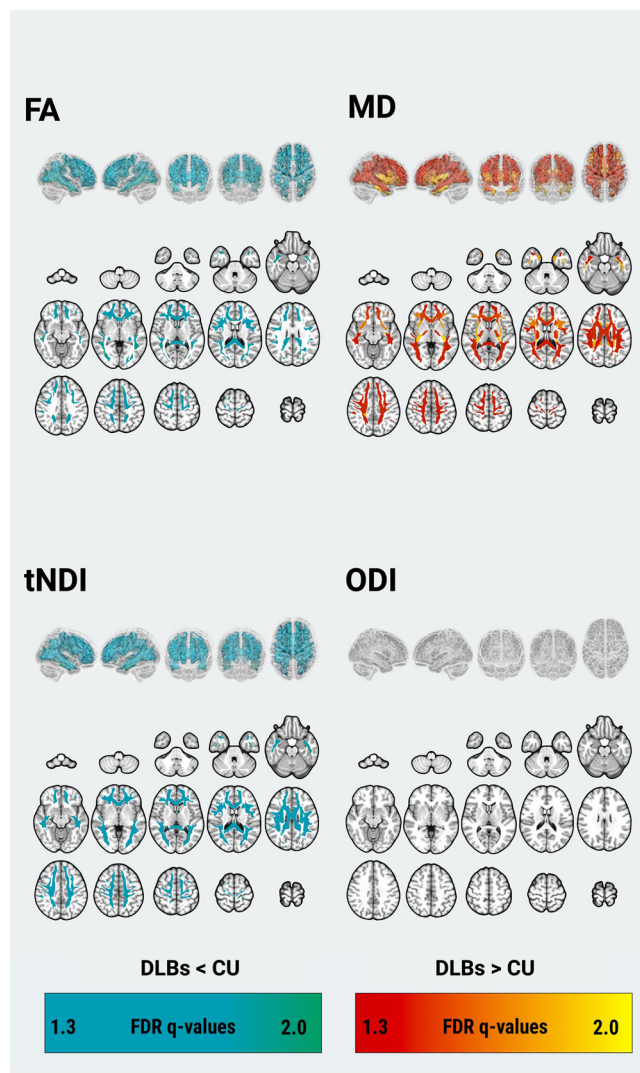 FA
MD
tNDI
ODI
DLBs < CU
DLBs > CU
1.3 FDR q-values 2.0
1.3 FDR q-values 2.0